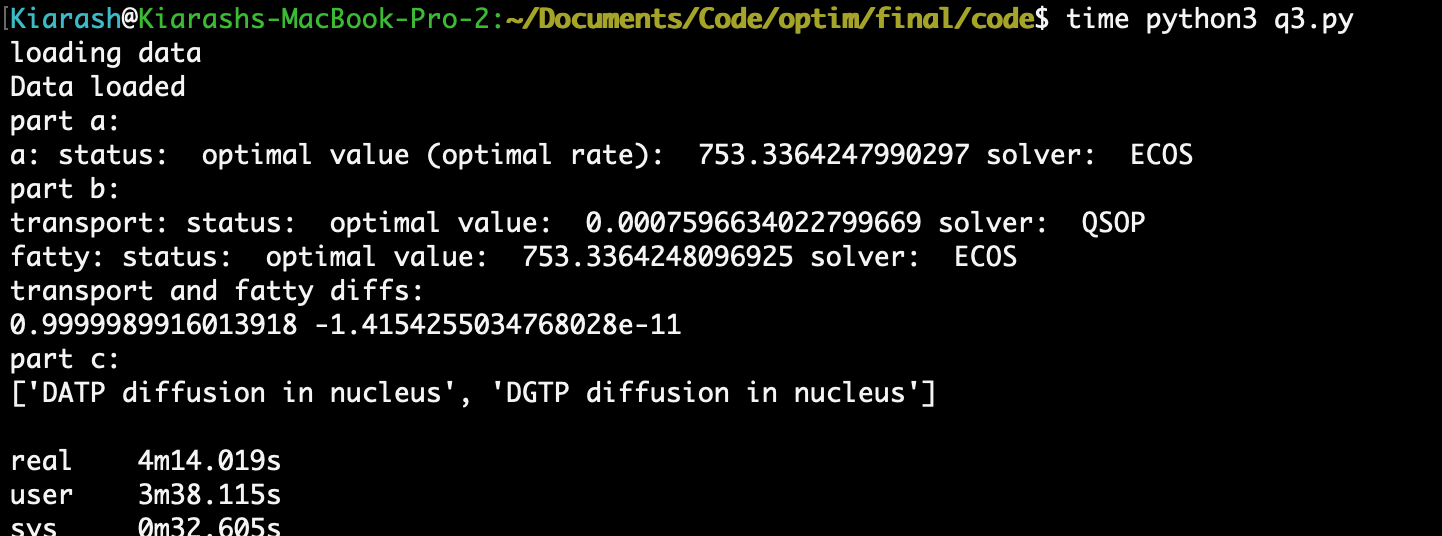 Kiarash@Kiarashs-MacBook-Pro-2:~/Documents/Code/optim/final/code$ time python3 q3.py
loading data
Data loaded
part a:
a: status:  optimal value (optimal rate):  753.3364247990297 solver:  ECOS
part b:
transport: status:  optimal value:  0.0007596634022799669 solver:  QSOP
fatty: status:  optimal value:  753.3364248096925 solver:  ECOS
transport and fatty diffs:
0.9999989916013918 -1.4154255034768028e-11
part c:
['DATP diffusion in nucleus', 'DGTP diffusion in nucleus']
real    4m14.019s
user    3m38.115s
sys     0m32.605s